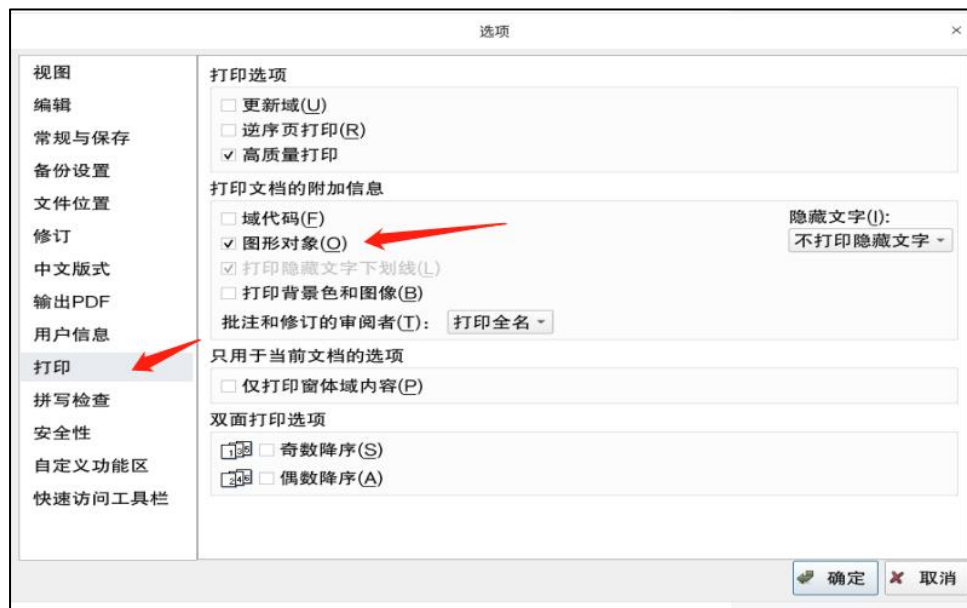 选项
视图
编辑
常规与保存
备份设置
文件位置
修订
中文版式
输出PDF
用户信息
打印
拼写检查
安全性
自定义功能区
快速访问工具栏
打印选项
更新域(U)
逆序页打印(R)
高质量打印
打印文档的附加信息
域代码(F)
图形对象(O)
打印隐藏文字下划线(L)
打印背景色和图像(B)
隐藏文字(I):
不打印隐藏文字
批注和修订的审阅者(T): 打印全名
只用于当前文档的选项
仅打印窗体域内容(P)
双面打印选项
135 奇数降序(S)
246 偶数降序(A)
确定 取消